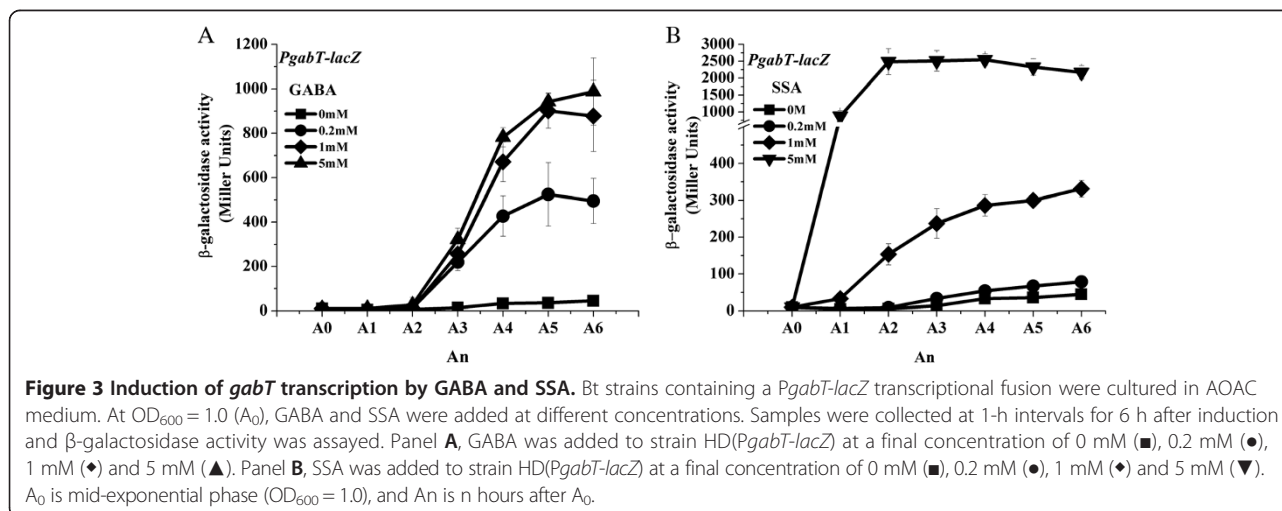 A
PgabT-lacZ
GABA
0mM
0.2mM
1mM
5mM
β-galactosidase activity
(Miller Units)
1200
1000
800
600
400
200
0
A0 A1 A2 A3 A4 A5 A6
An
B
PgabT-lacZ
SSA
0M
0.2mM
1mM
5mM
β-galactosidase activity
(Miller Units)
3000
2500
2000
1500
1000
300
200
100
0
A0 A1 A2 A3 A4 A5 A6
An
Figure 3 Induction of gabT transcription by GABA and SSA. Bt strains containing a PgabT-lacZ transcriptional fusion were cultured in AOAC
medium. At OD600 = 1.0 (A0), GABA and SSA were added at different concentrations. Samples were collected at 1-h intervals for 6 h after induction
and β-galactosidase activity was assayed. Panel A, GABA was added to strain HD(PgabT-lacZ) at a final concentration of 0 mM (■), 0.2 mM (●),
1 mM (◆) and 5 mM (▲). Panel B, SSA was added to strain HD(PgabT-lacZ) at a final concentration of 0 mM (■), 0.2 mM (●), 1 mM (◆) and 5 mM (▼).
A0 is mid-exponential phase (OD600 = 1.0), and An is n hours after A0.